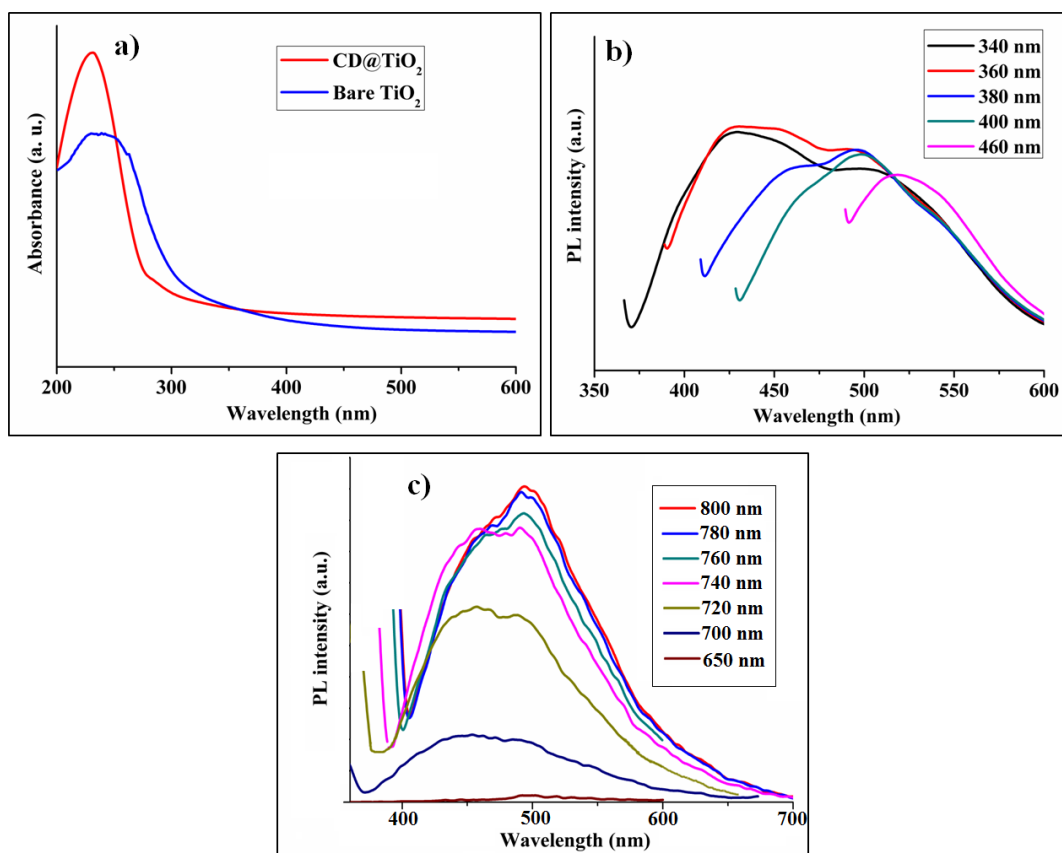 a)
CD@TiO₂
Bare TiO₂
Absorbance (a. u.)
200 300 400 500 600
Wavelength (nm)
b)
340 nm
360 nm
380 nm
400 nm
460 nm
PL intensity (a.u.)
350 400 450 500 550 600
Wavelength (nm)
c)
800 nm
780 nm
760 nm
740 nm
720 nm
700 nm
650 nm
PL intensity (a.u.)
400 500 600 700
Wavelength (nm)